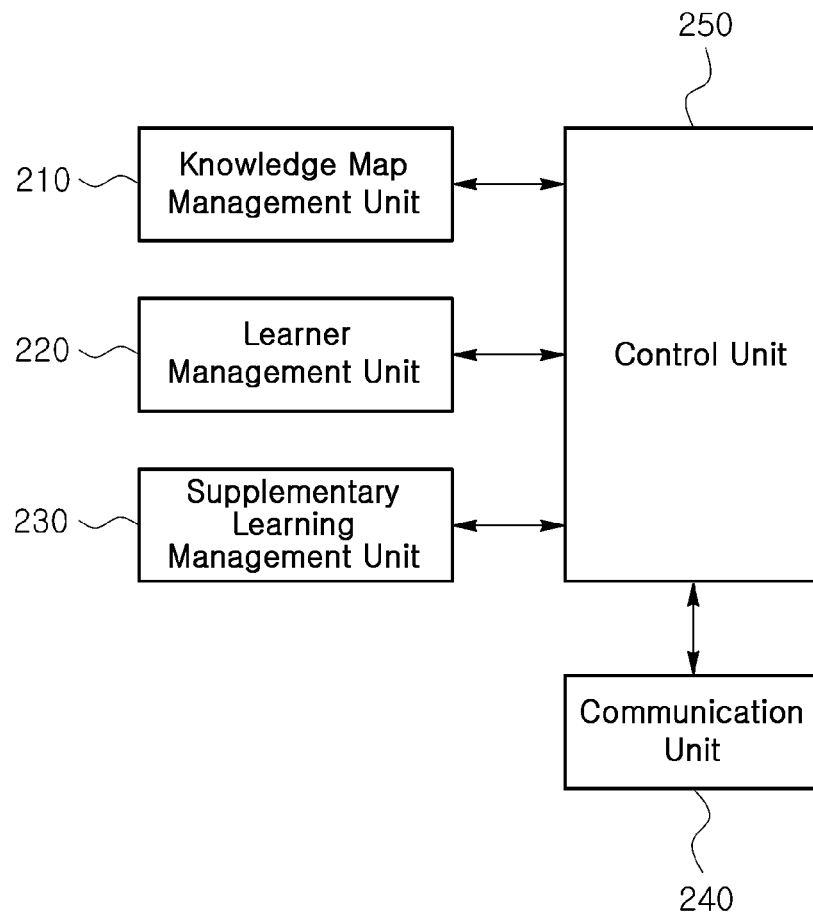 250
210
Knowledge Map
Management Unit
220
Learner
Management Unit
Control Unit
230
Supplementary
Learning
Management Unit
Communication
Unit
240